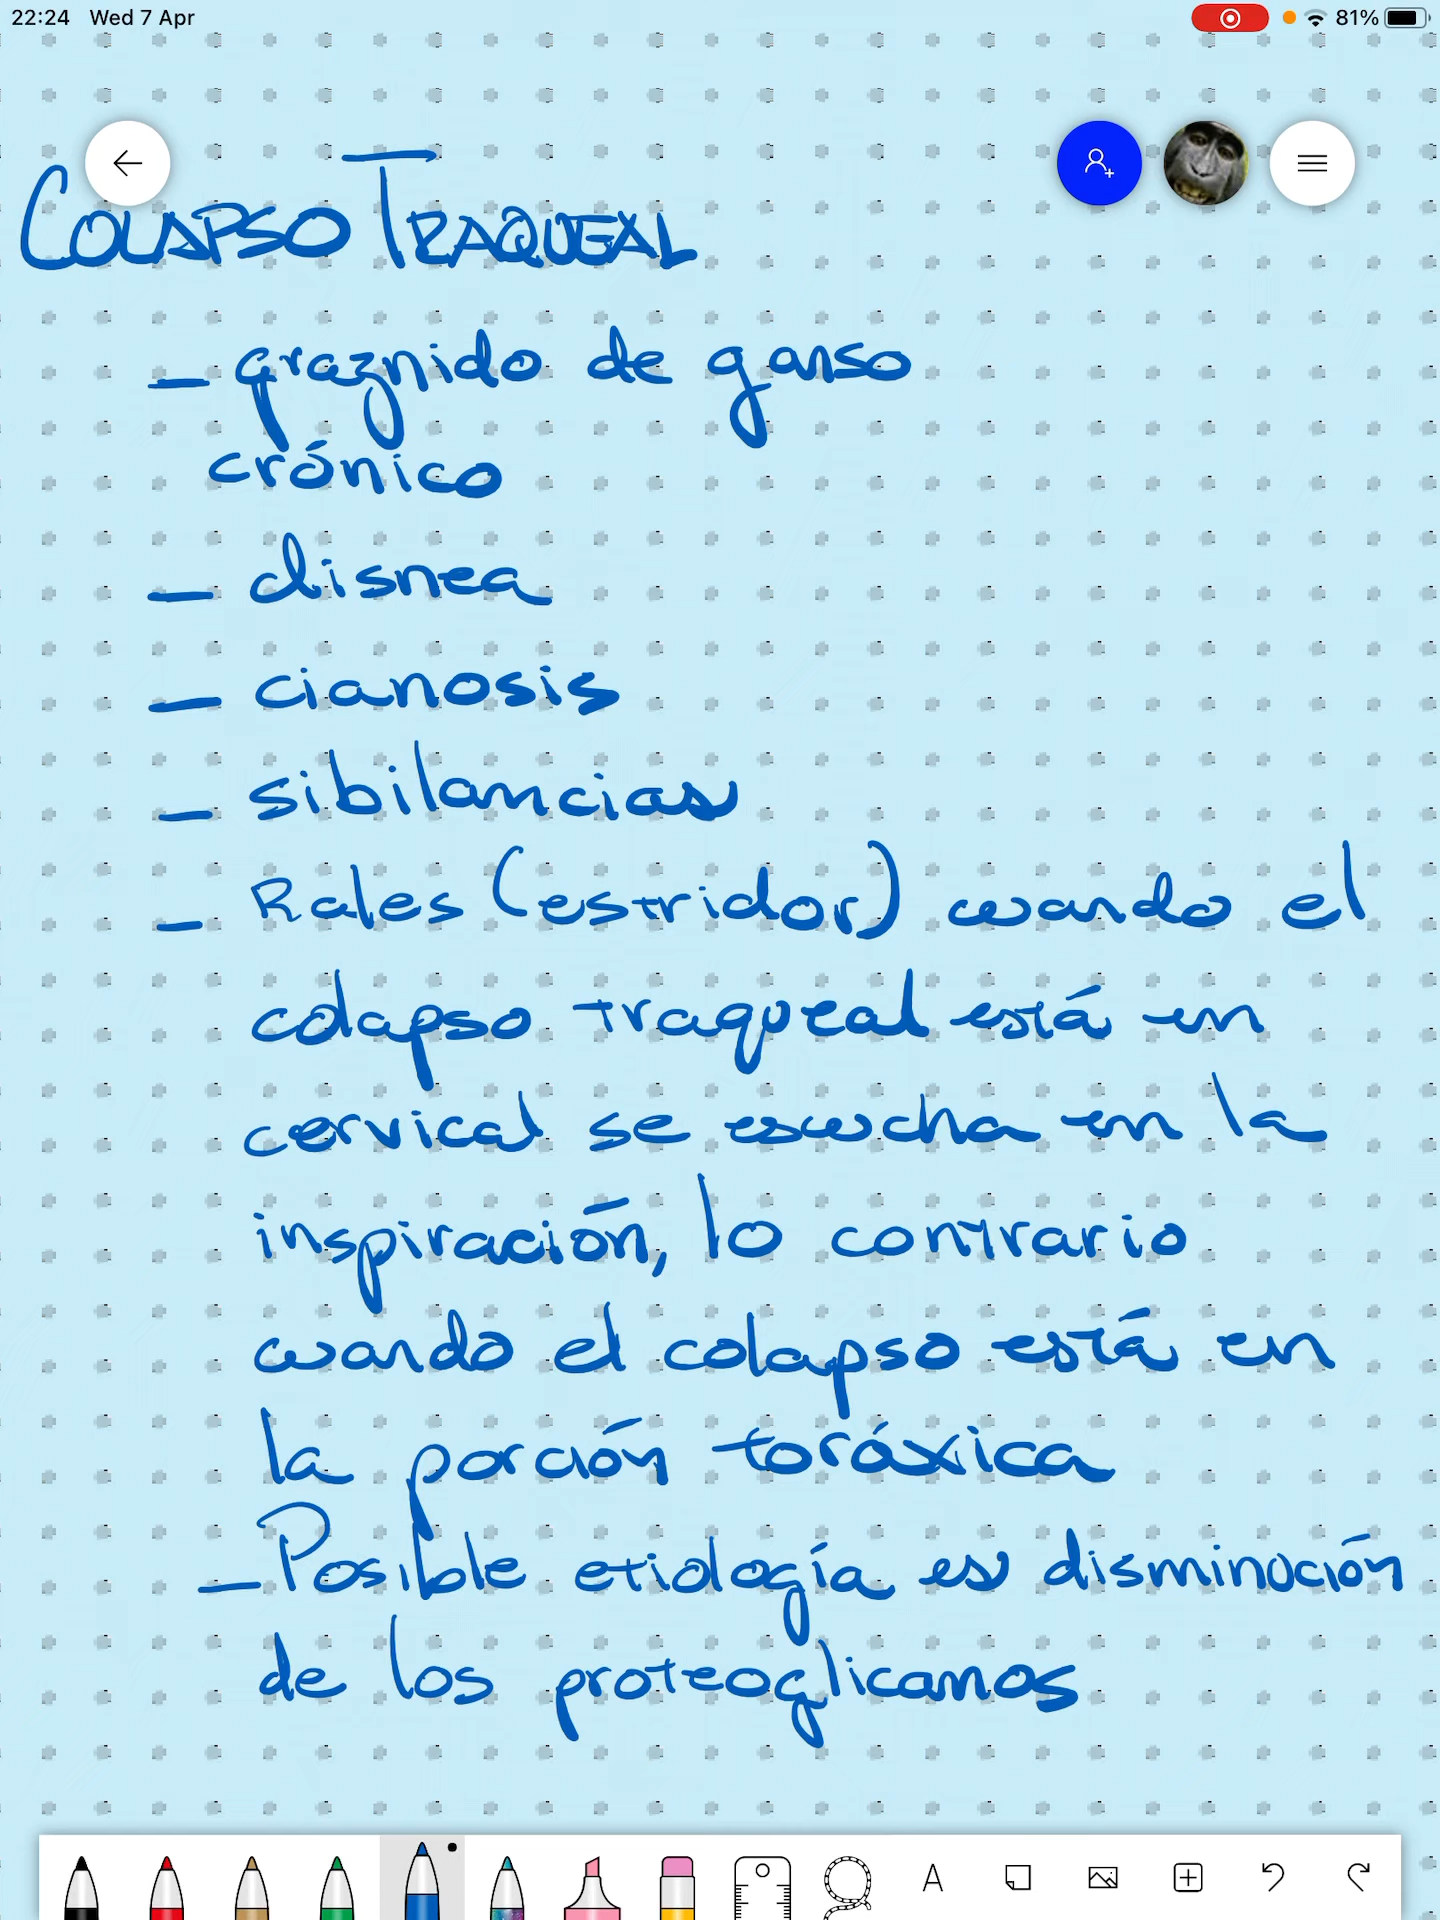 22:24 Wed 7 Apr 81%
COLAPSO TRAQUEAL
- graznido de ganso
crónico
- disnea
- cianosis
- sibilancias
- Rales (estridor) cuando el
colapso traqueal está en
cervical se escucha en la
inspiración, lo contrario
cuando el colapso está en
la porción toráxica
- Posible etiología es disminución
de los proteoglicanos
A